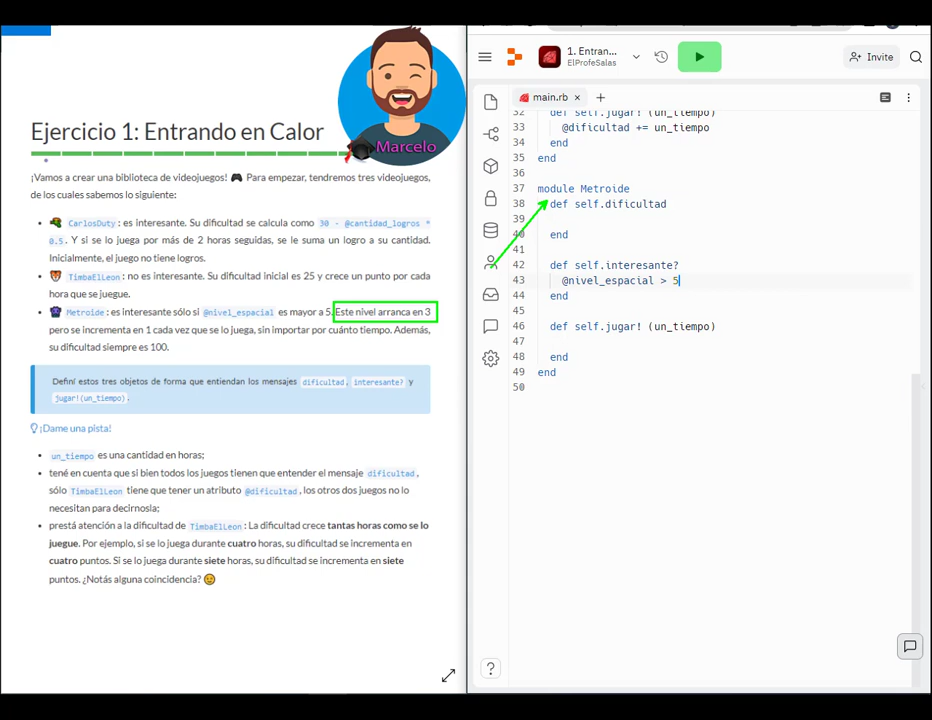 Ejercicio 1: Entrando en Calor
Marcelo
¡Vamos a crear una biblioteca de videojuegos! 🎮 Para empezar, tendremos tres videojuegos,
de los cuales sabemos lo siguiente:
CarlosDuty: es interesante. Su dificultad se calcula como 30 - @cantidad_logros *
0.5. Y si se lo juega por más de 2 horas seguidas, se le suma un logro a su cantidad.
Inicialmente, el juego no tiene logros.
TimbaElLeon: no es interesante. Su dificultad inicial es 25 y crece un punto por cada
hora que se juegue.
Metroide: es interesante sólo si @nivel_espacial es mayor a 5. Este nivel arranca en 3
pero se incrementa en 1 cada vez que se lo juega, sin importar por cuánto tiempo. Además,
su dificultad siempre es 100.
Definí estos tres objetos de forma que entiendan los mensajes dificultad, interesante? y
jugar!(un_tiempo).
¡Dame una pista!
un_tiempo es una cantidad en horas;
tené en cuenta que si bien todos los juegos tienen que entender el mensaje dificultad,
sólo TimbaElLeon tiene que tener un atributo @dificultad, los otros dos juegos no lo
necesitan para decírnosla;
prestá atención a la dificultad de TimbaElLeon: La dificultad crece tantas horas como se lo
juegue. Por ejemplo, si se lo juega durante cuatro horas, su dificultad se incrementa en
cuatro puntos. Si se lo juega durante siete horas, su dificultad se incrementa en siete
puntos. ¿Notás alguna coincidencia? 😉
1. Entran...
ElProfeSalas
Invite
main.rb × +
32 def self.jugar! (un_tiempo)
33 @dificultad += un_tiempo
34 end
35 end
36
37 module Metroide
38 def self.dificultad
39
40 end
41
42 def self.interesante?
43 @nivel_espacial > 5
44 end
45
46 def self.jugar! (un_tiempo)
47
48 end
49 end
50
?